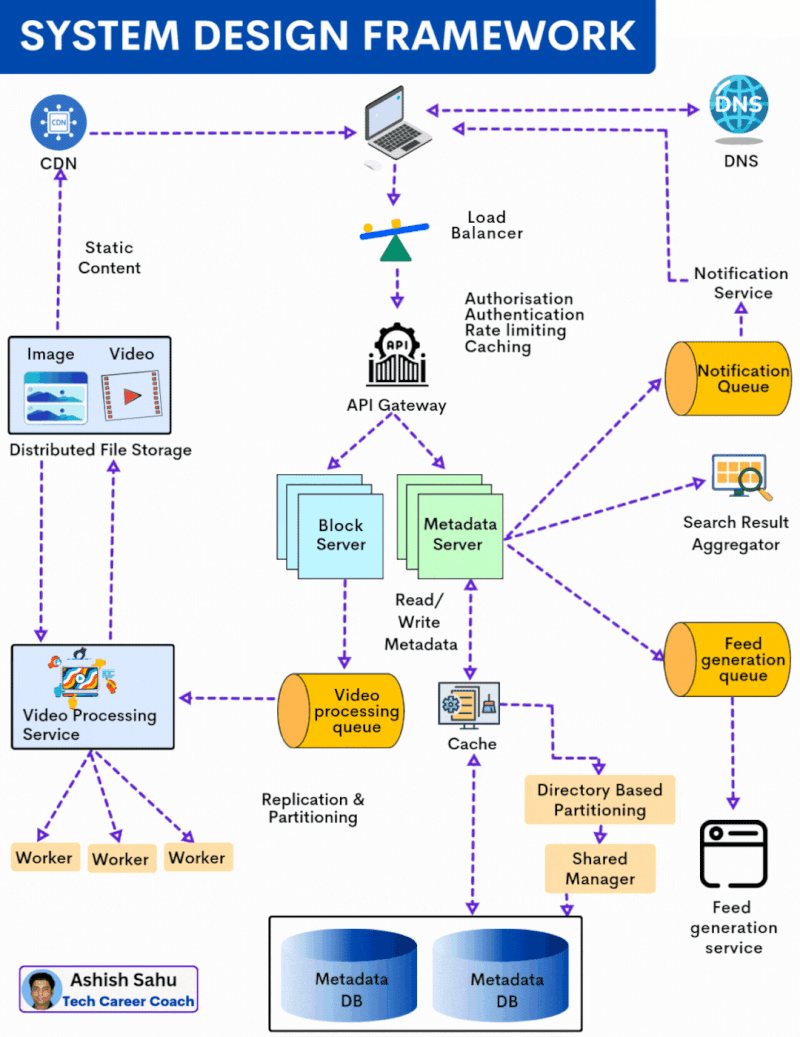 SYSTEM DESIGN FRAMEWORK
CDN
CDN
DNS
DNS
Load
Balancer
Static
Content
Notification
Service
Authorisation
Authentication
Rate limiting
Caching
API
API Gateway
Image
Video
Distributed File Storage
Notification
Queue
Search Result
Aggregator
Block
Server
Metadata
Server
Read/
Write
Metadata
Feed
generation
queue
Video Processing
Service
Video
processing
queue
Cache
Replication &
Partitioning
Directory Based
Partitioning
Worker
Worker
Worker
Shared
Manager
Feed
generation
service
Metadata
DB
Metadata
DB
Ashish Sahu
Tech Career Coach